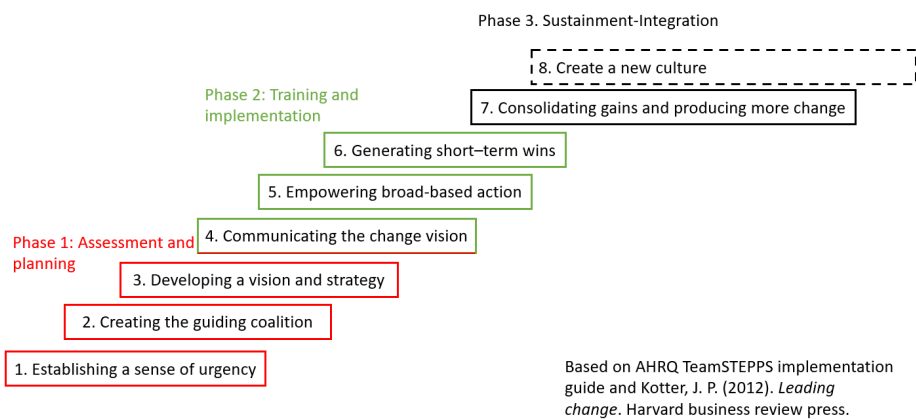 Phase 3. Sustainment-Integration
8. Create a new culture
Phase 2: Training and
implementation
7. Consolidating gains and producing more change
6. Generating short–term wins
5. Empowering broad-based action
4. Communicating the change vision
Phase 1: Assessment and
planning
3. Developing a vision and strategy
2. Creating the guiding coalition
1. Establishing a sense of urgency
Based on AHRQ TeamSTEPPS implementation
guide and Kotter, J. P. (2012). Leading
change. Harvard business review press.